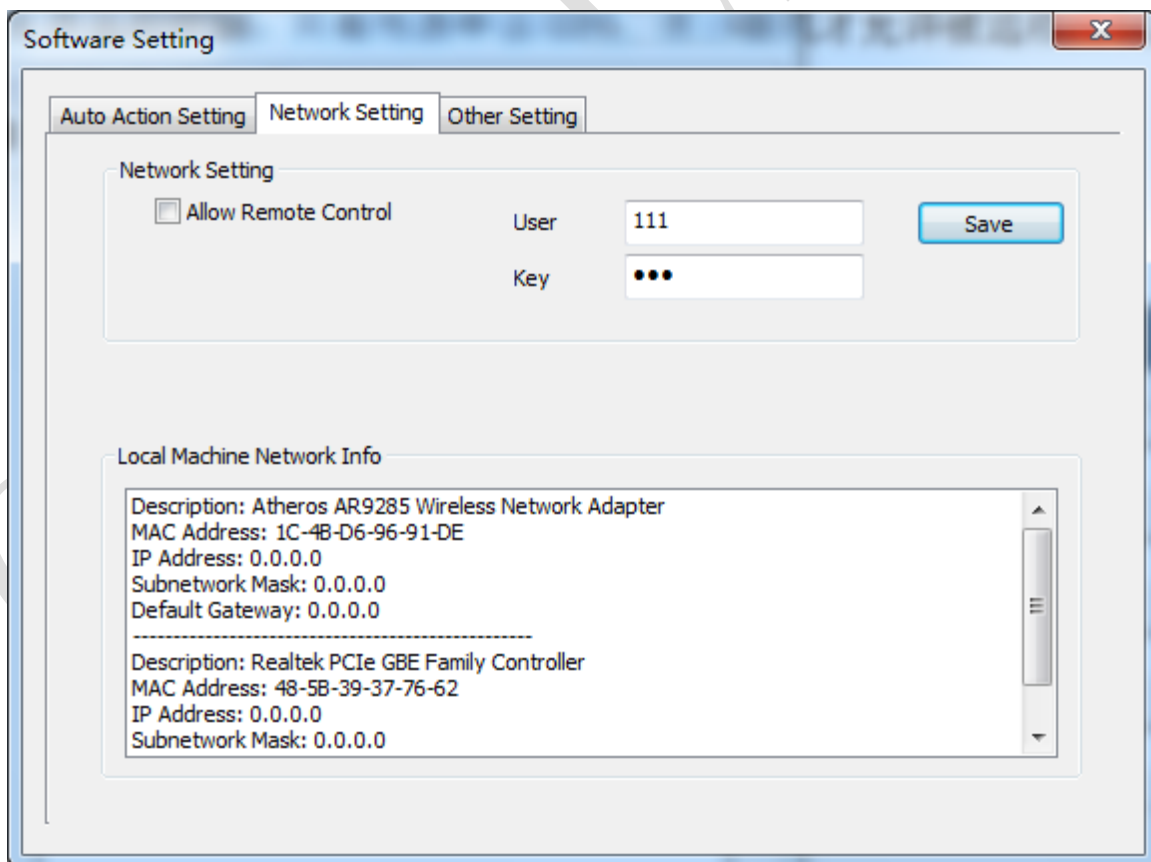 Software Setting
Auto Action Setting Network Setting Other Setting
Network Setting
Allow Remote Control User 111 Save
Key •••
Local Machine Network Info
Description: Atheros AR9285 Wireless Network Adapter
MAC Address: 1C-4B-D6-96-91-DE
IP Address: 0.0.0.0
Subnetwork Mask: 0.0.0.0
Default Gateway: 0.0.0.0
--------------------------------------------------
Description: Realtek PCIe GBE Family Controller
MAC Address: 48-5B-39-37-76-62
IP Address: 0.0.0.0
Subnetwork Mask: 0.0.0.0